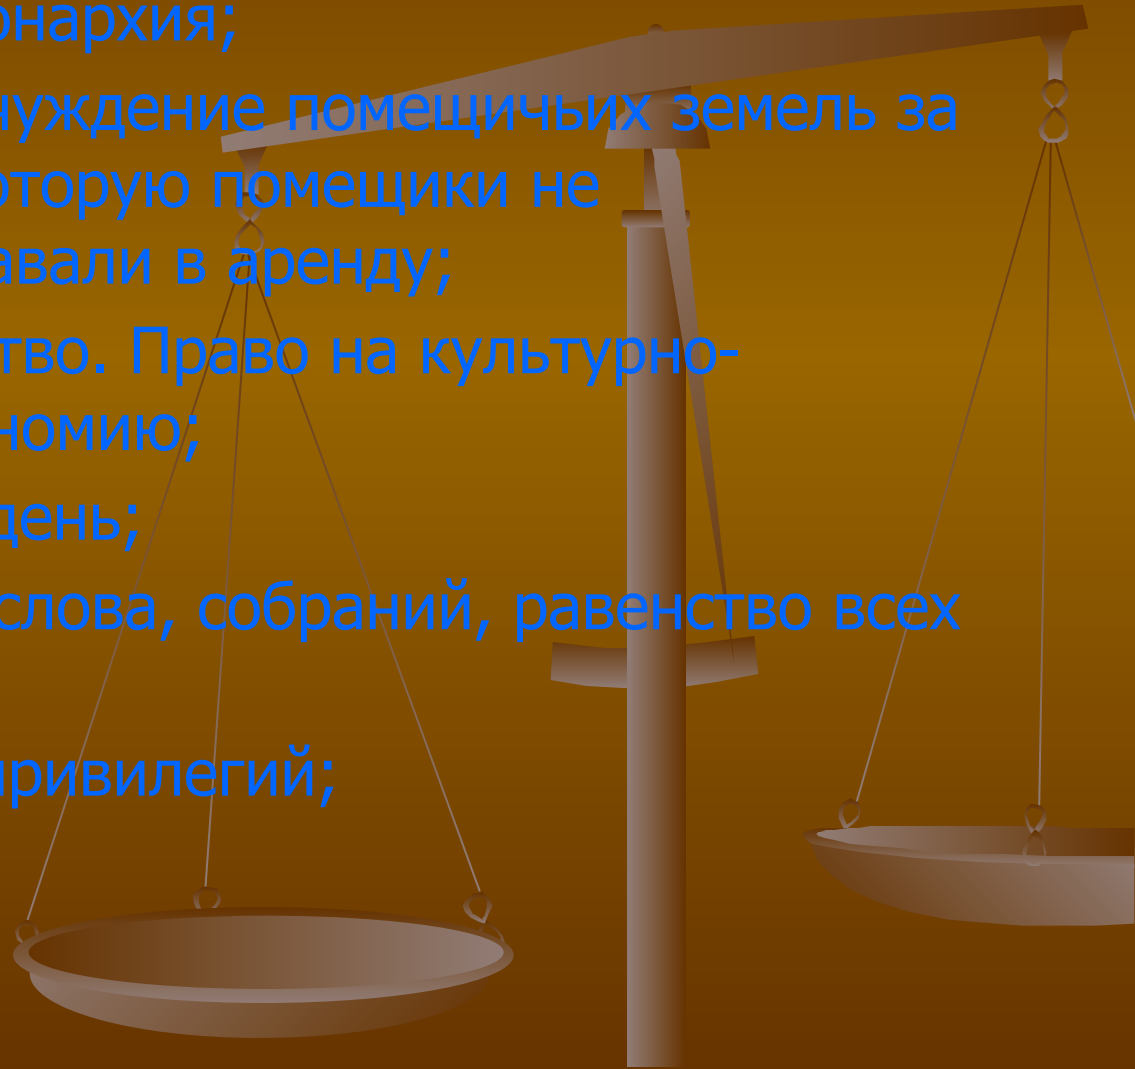 онархия;
чуждение помещичьих земель за
оторую помещики не
авали в аренду;
тво. Право на культурно-
номию;
день;
слова, собраний, равенство всех
привилегий;